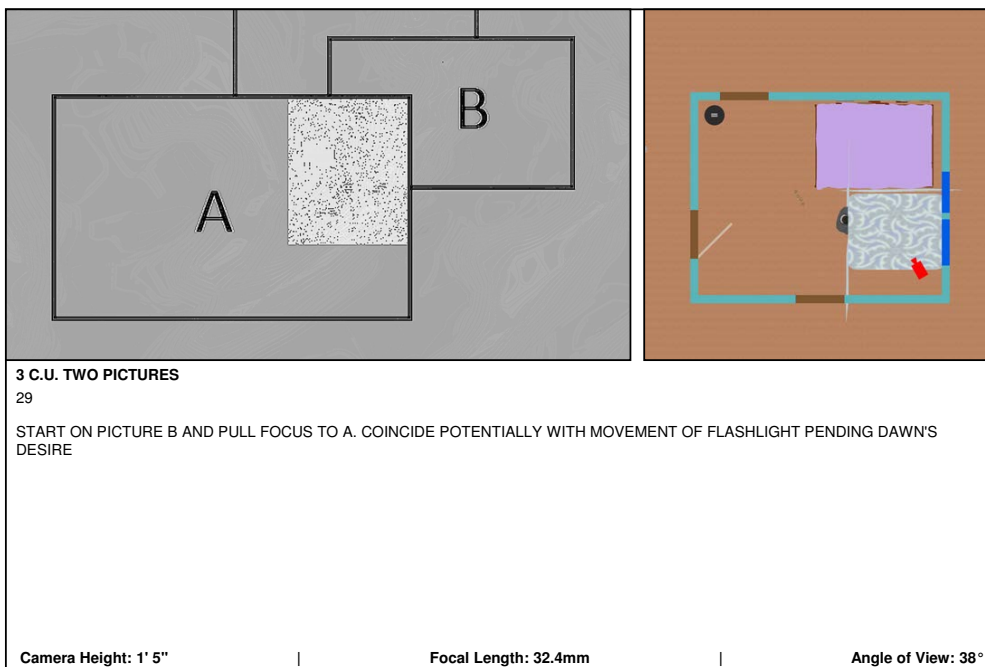 A
B
3 C.U. TWO PICTURES
29
START ON PICTURE B AND PULL FOCUS TO A. COINCIDE POTENTIALLY WITH MOVEMENT OF FLASHLIGHT PENDING DAWN'S
DESIRE
Camera Height: 1' 5" | Focal Length: 32.4mm | Angle of View: 38°